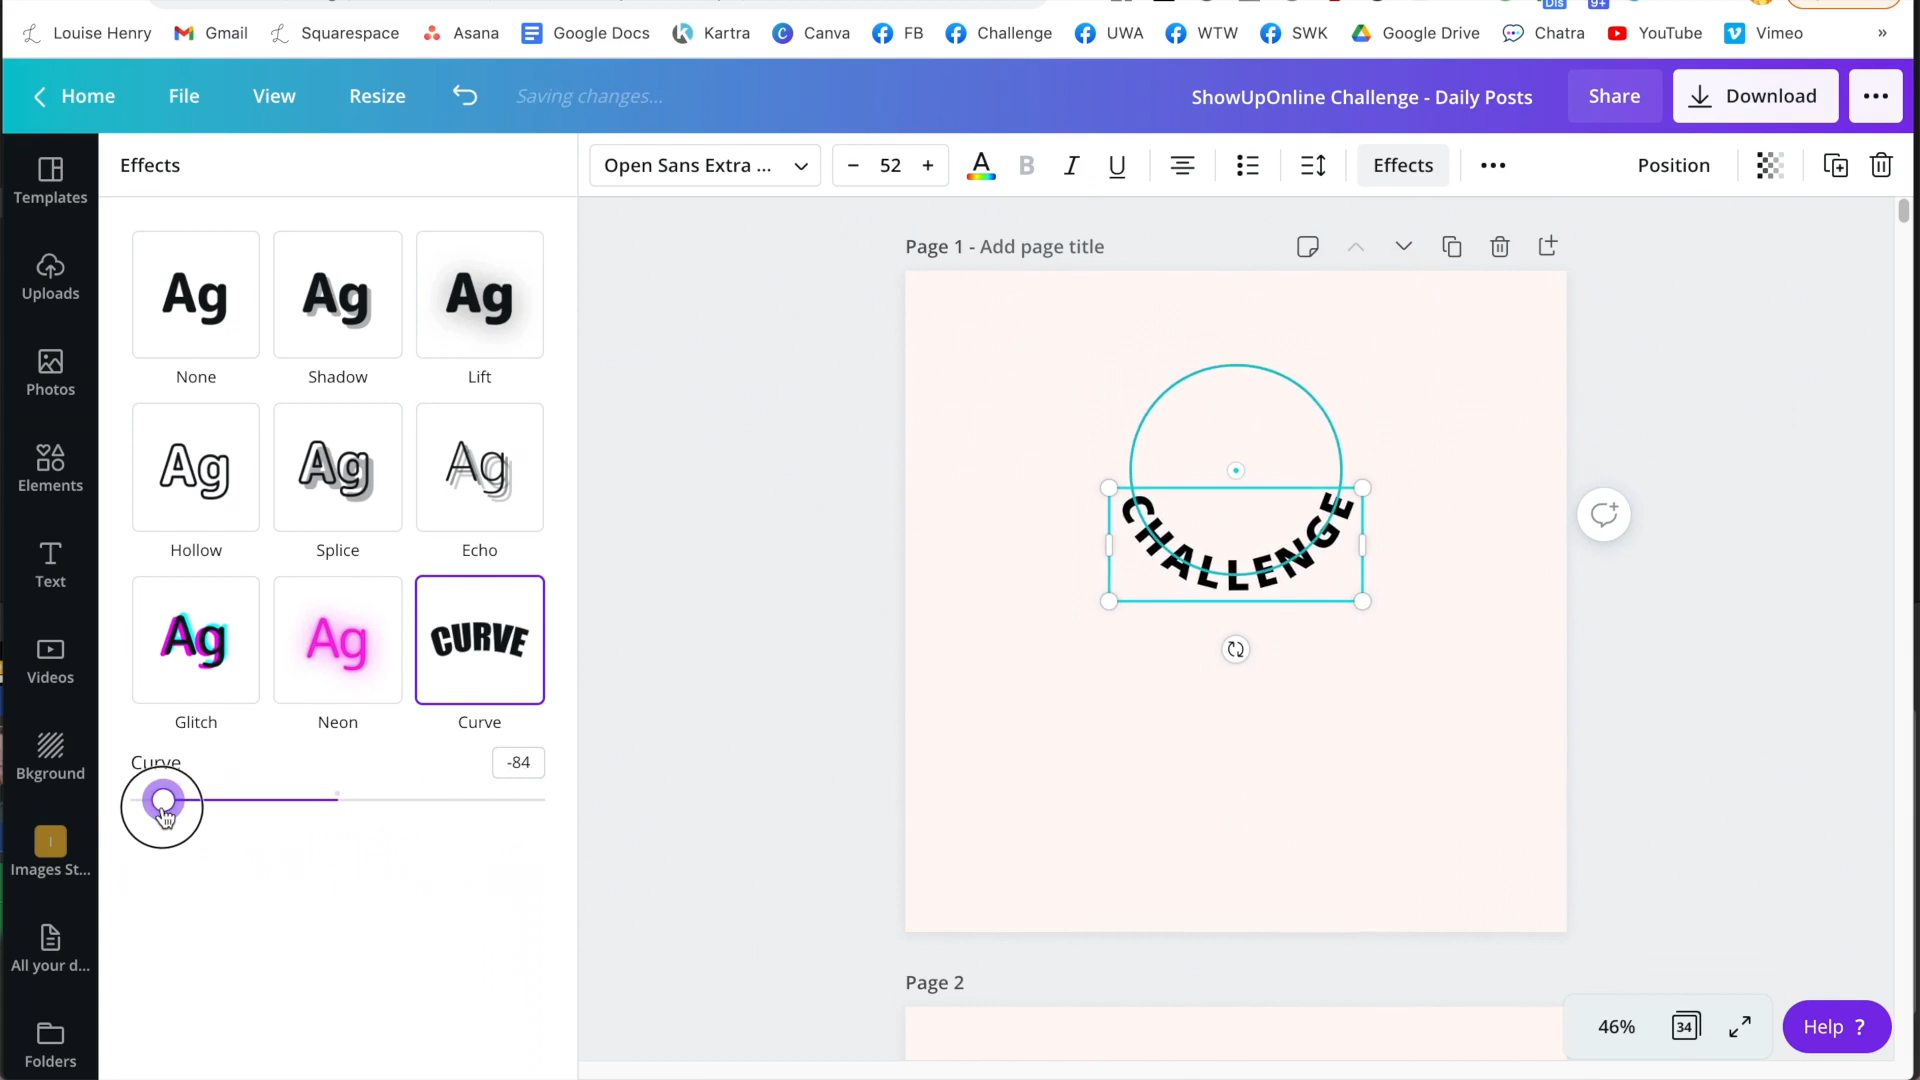 Louise Henry Gmail Squarespace Asana Google Docs Kartra Canva FB Challenge UWA WTW SWK Google Drive Chatra YouTube Vimeo »
Home File View Resize Saving changes... ShowUpOnline Challenge - Daily Posts Share Download
Effects
Open Sans Extra ... − 52 + A B I U Effects Position
Templates
Uploads
Photos
Elements
Text
Videos
Bkground
Images St...
All your d...
Folders
Ag Ag Ag
None Shadow Lift
Ag Ag Ag
Hollow Splice Echo
Ag Ag CURVE
Glitch Neon Curve
Curve -84
Page 1 - Add page title
CHALLENGE
Page 2
46% 34 Help ?